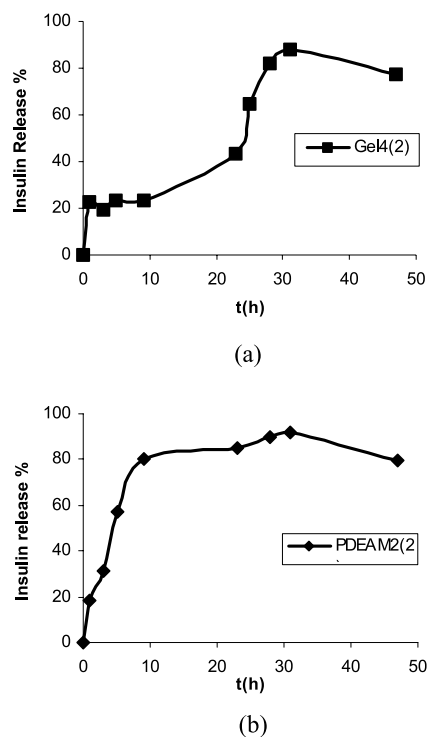 100
80
60
40
20
0
Insulin Release %
Gel4(2)
0 10 20 30 40 50
t(h)
(a)
100
80
60
40
20
0
Insulin release %
PDEAM2(2
0 10 20 30 40 50
t(h)
(b)